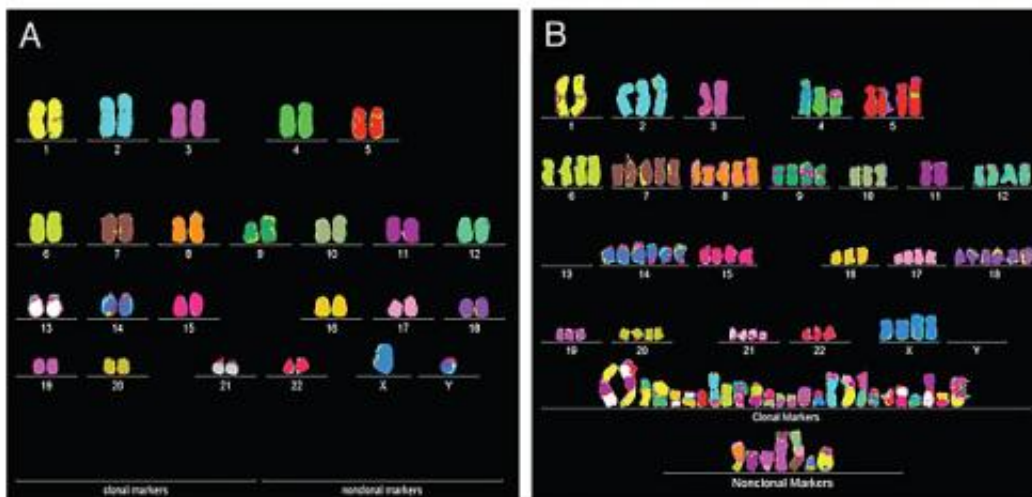 A
1 2 3 4 5
6 7 8 9 10 11 12
13 14 15 16 17 18
19 20 21 22 X Y
clonal markers nonclonal markers
B
1 2 3 4 5
6 7 8 9 10 11 12
13 14 15 16 17 18
19 20 21 22 X Y
Clonal Markers
Nonclonal Markers